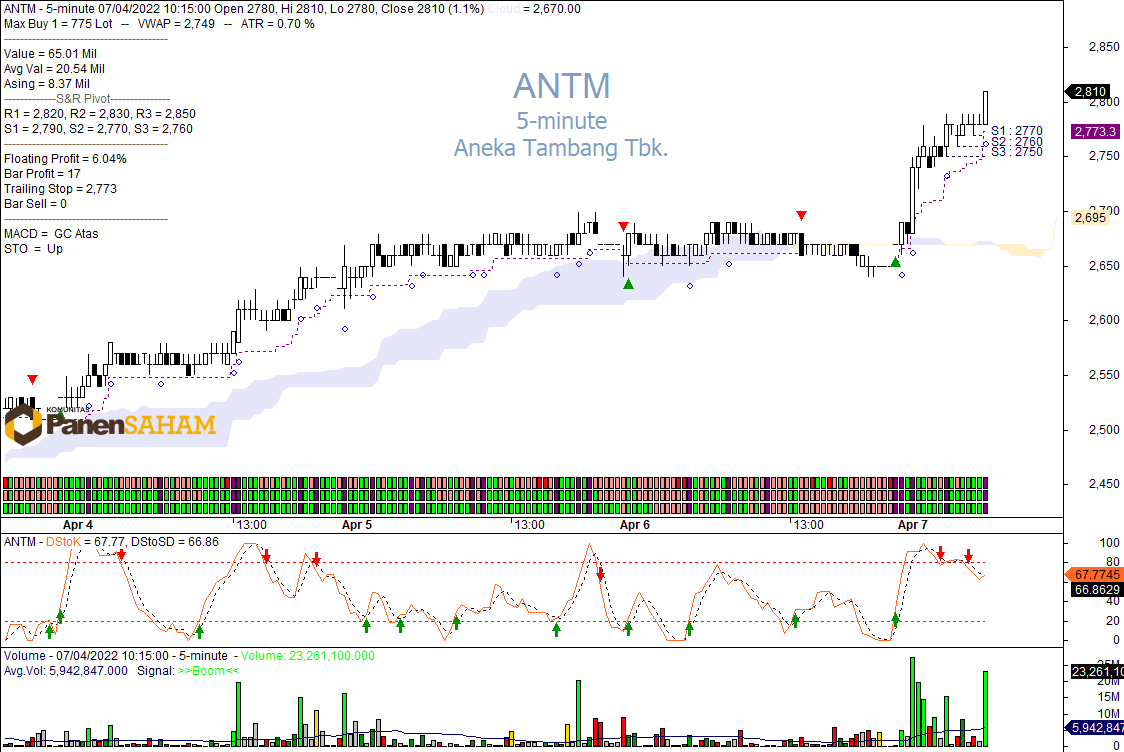 ANTM - 5-minute 07/04/2022 10:15:00 Open 2780, Hi 2810, Lo 2780, Close 2810 (1.1%) Cloud = 2,670.00
Max Buy 1 = 775 Lot -- VWAP = 2,749 -- ATR = 0.70 %
Value = 65.01 Mil
Avg Val = 20.54 Mil
Asing = 8.37 Mil
-------------S&R Pivot---------------
R1 = 2,820, R2 = 2,830, R3 = 2,850
S1 = 2,790, S2 = 2,770, S3 = 2,760
Floating Profit = 6.04%
Bar Profit = 17
Trailing Stop = 2,773
Bar Sell = 0
MACD = GC Atas
STO = Up
ANTM
5-minute
Aneka Tambang Tbk.
S1 : 2770
S2 : 2760
S3 : 2750
2,850
2,810
2,800
2,773.3
2,750
2,700
2,695
2,650
2,600
2,550
2,500
2,450
KOMUNITAS
PanenSAHAM
Apr 4
13:00
Apr 5
13:00
Apr 6
13:00
Apr 7
ANTM - DStoK = 67.77, DStoSD = 66.86
100
80
67.7745
66.8629
40
20
0
Volume - 07/04/2022 10:15:00 - 5-minute - Volume: 23,261,100.000
Avg.Vol: 5,942,847.000 Signal: >>Boom<<
25M
23,261,10
20M
15M
10M
5,942,847
0